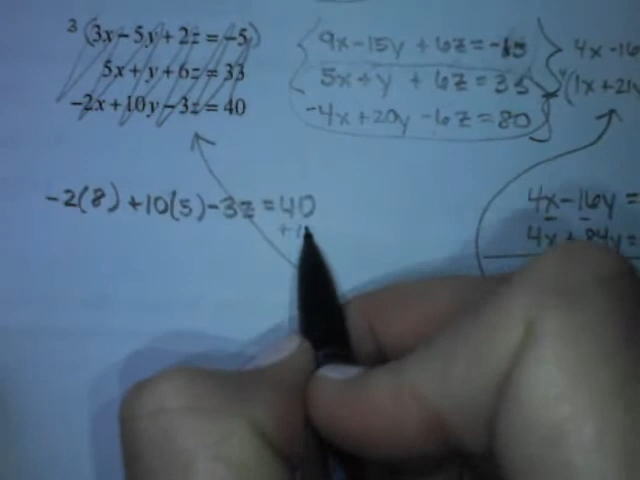 3 (3x - 5y + 2z = -5)
5x + y + 6z = 33
-2x + 10y - 3z = 40
9x - 15y + 6z = -15
5x + y + 6z = 33
-4x + 20y - 6z = 80
4x - 16
(1x + 21y
-2(8) + 10(5) - 3z = 40
4x - 16y =
4x + 84y =